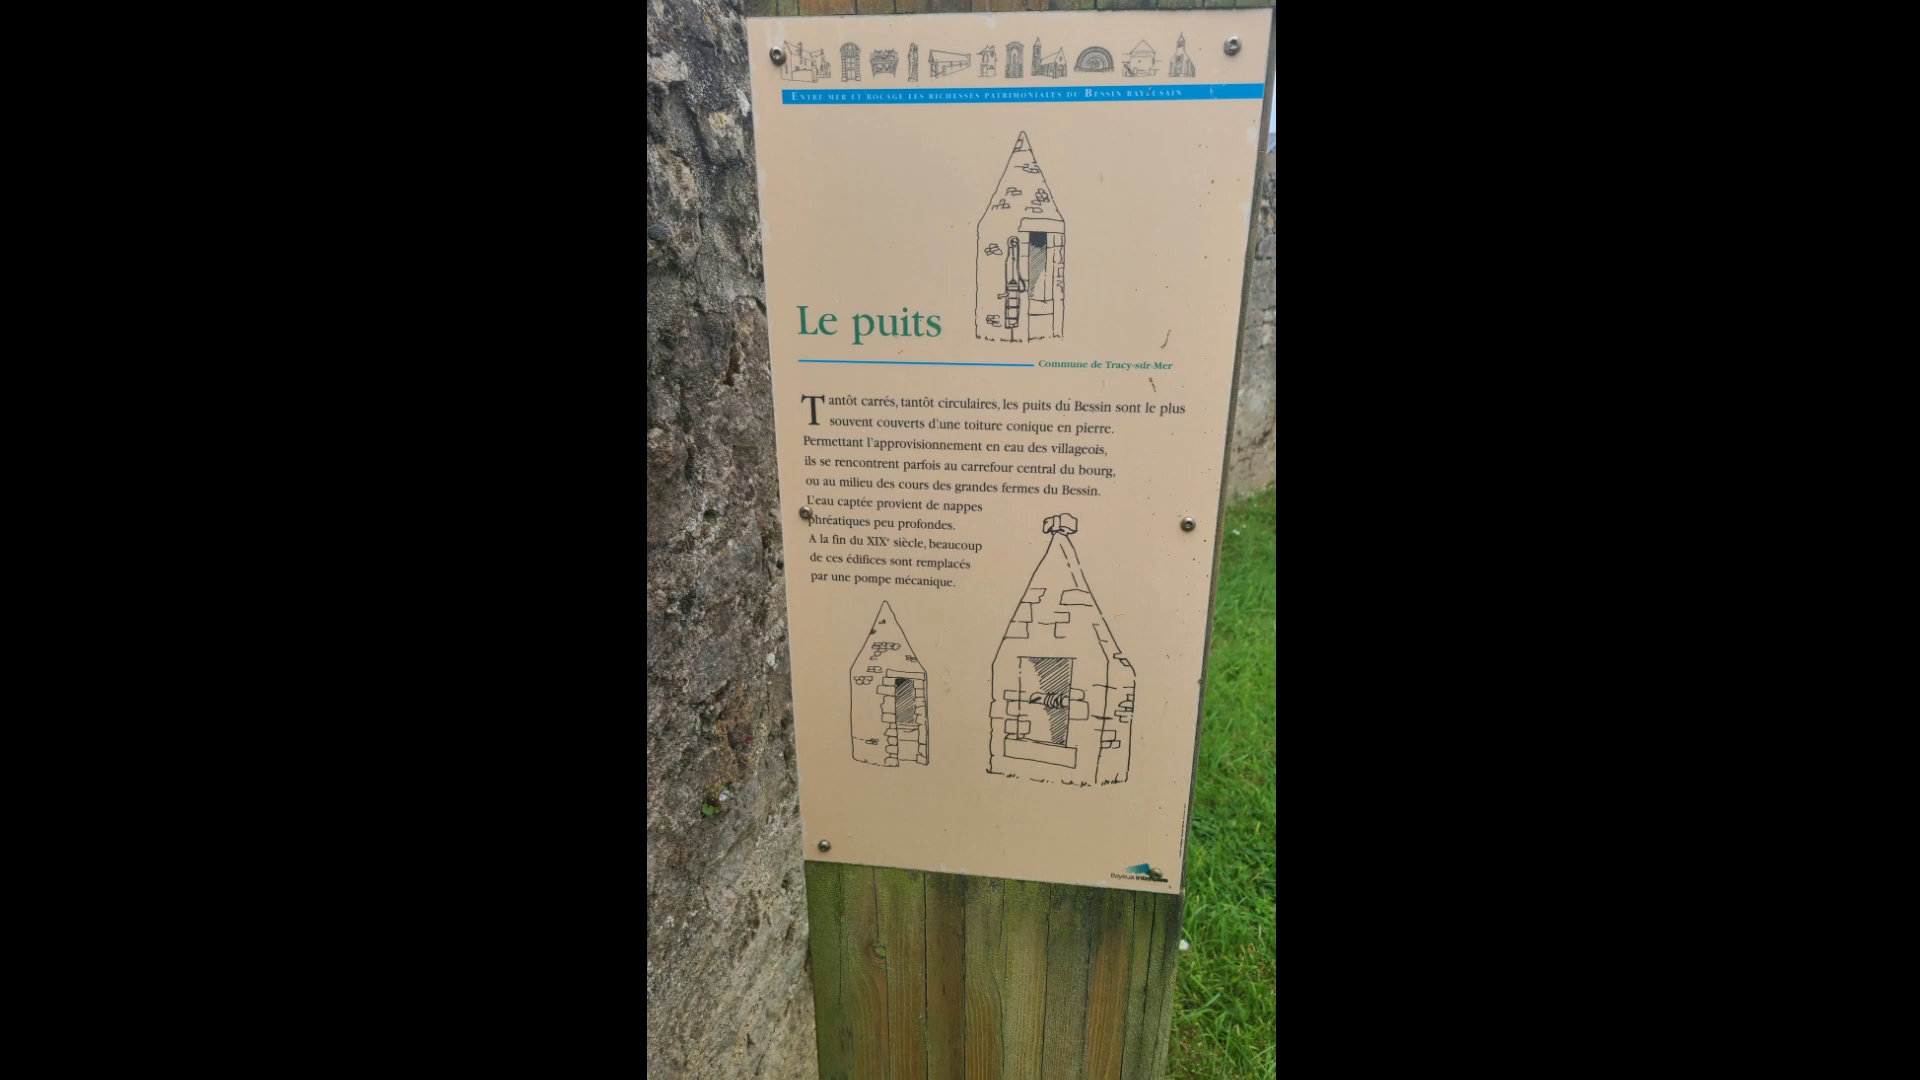 ENTRE MER ET BOCAGE LES RICHESSES PATRIMONIALES DU BESSIN BAYEUSAIN
Le puits
Commune de Tracy-sur-Mer
Tantôt carrés, tantôt circulaires, les puits du Bessin sont le plus
souvent couverts d'une toiture conique en pierre.
Permettant l'approvisionnement en eau des villageois,
ils se rencontrent parfois au carrefour central du bourg,
ou au milieu des cours des grandes fermes du Bessin.
L'eau captée provient de nappes
phréatiques peu profondes.
A la fin du XIXe siècle, beaucoup
de ces édifices sont remplacés
par une pompe mécanique.
Bayeux